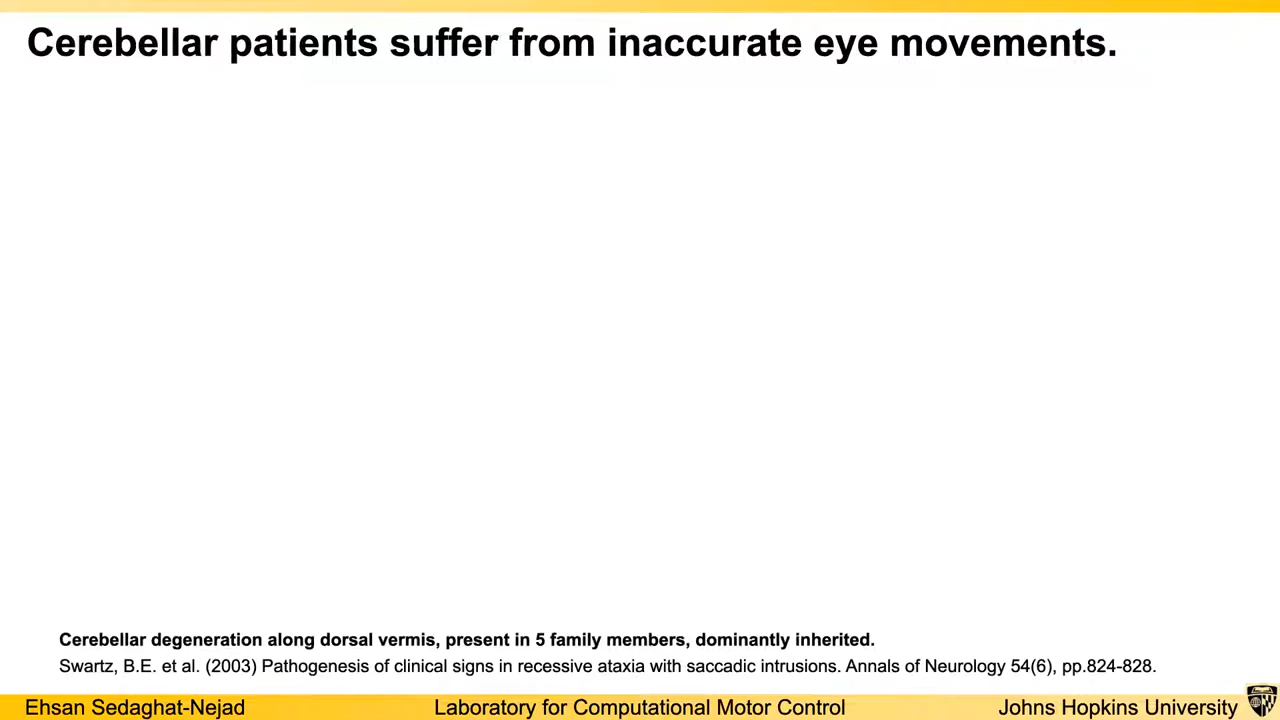 Cerebellar patients suffer from inaccurate eye movements.
Cerebellar degeneration along dorsal vermis, present in 5 family members, dominantly inherited.
Swartz, B.E. et al. (2003) Pathogenesis of clinical signs in recessive ataxia with saccadic intrusions. Annals of Neurology 54(6), pp.824-828.
Ehsan Sedaghat-Nejad Laboratory for Computational Motor Control Johns Hopkins University